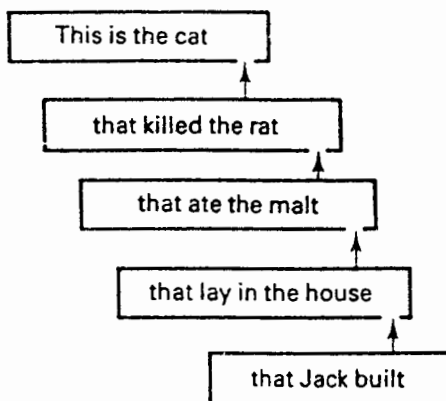 This is the cat
that killed the rat
that ate the malt
that lay in the house
that Jack built